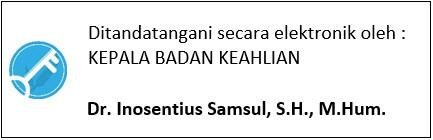 Ditandatangani secara elektronik oleh :
KEPALA BADAN KEAHLIAN
Dr. Inosentius Samsul, S.H., M.Hum.